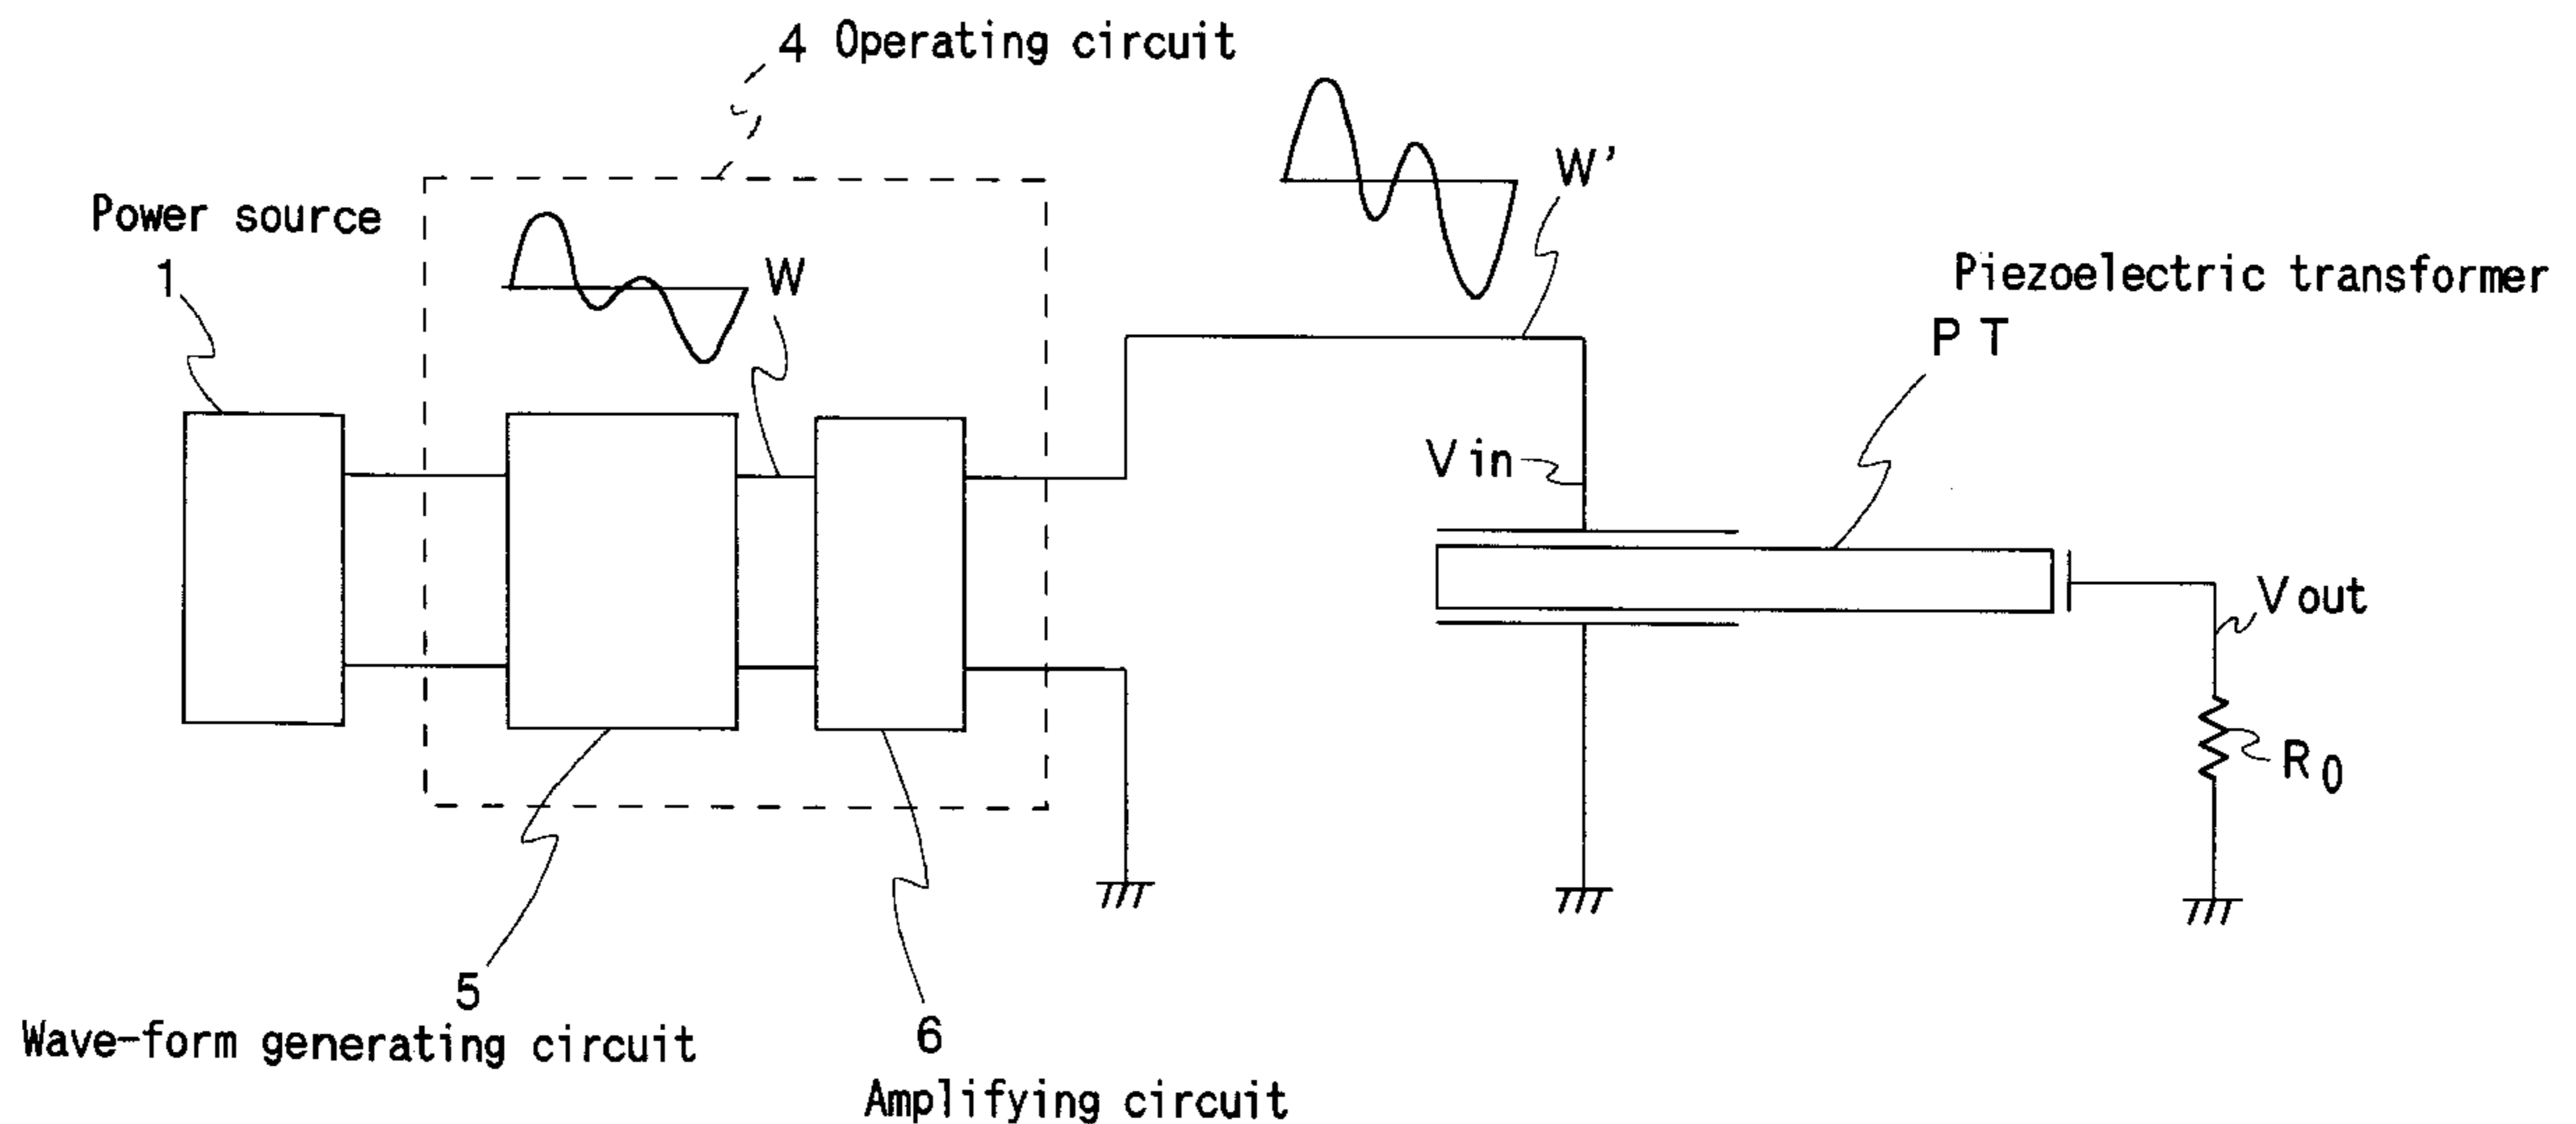 4 Operating circuit
W'
Power source
1
W
Piezoelectric transformer
PT
Vin
Vout
R0
5
Wave-form generating circuit
6
Amplifying circuit